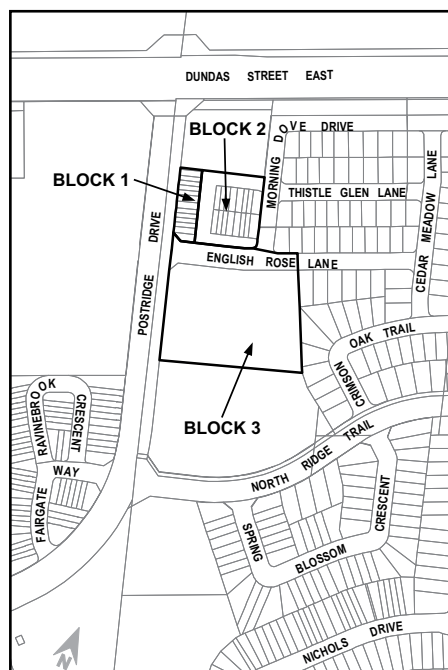 DUNDAS STREET EAST
MORNING DOVE DRIVE
BLOCK 2
BLOCK 1
THISTLE GLEN LANE
CEDAR MEADOW LANE
POSTRIDGE DRIVE
ENGLISH ROSE LANE
CRIMSON OAK TRAIL
BLOCK 3
RAVINEBROOK CRESCENT
FAIRGATE WAY
NORTH RIDGE TRAIL
SPRING BLOSSOM CRESCENT
NICHOLS DRIVE
N